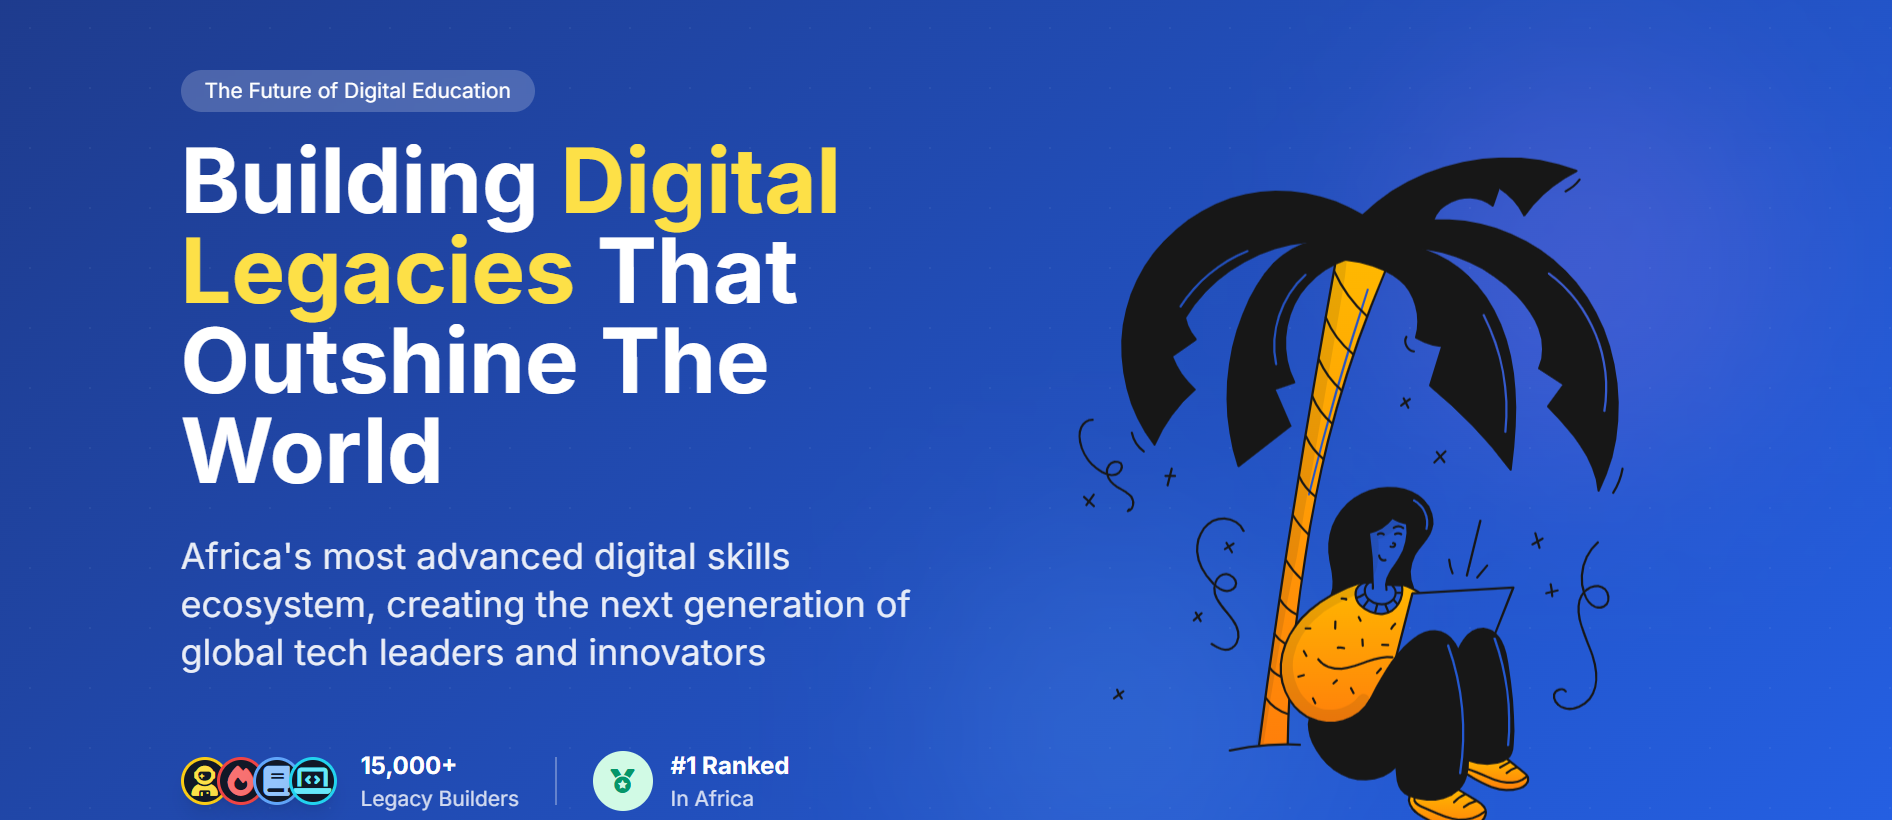 The Future of Digital Education
Building Digital
Legacies That
Outshine The
World
Africa's most advanced digital skills
ecosystem, creating the next generation of
global tech leaders and innovators
15,000+
Legacy Builders
#1 Ranked
In Africa